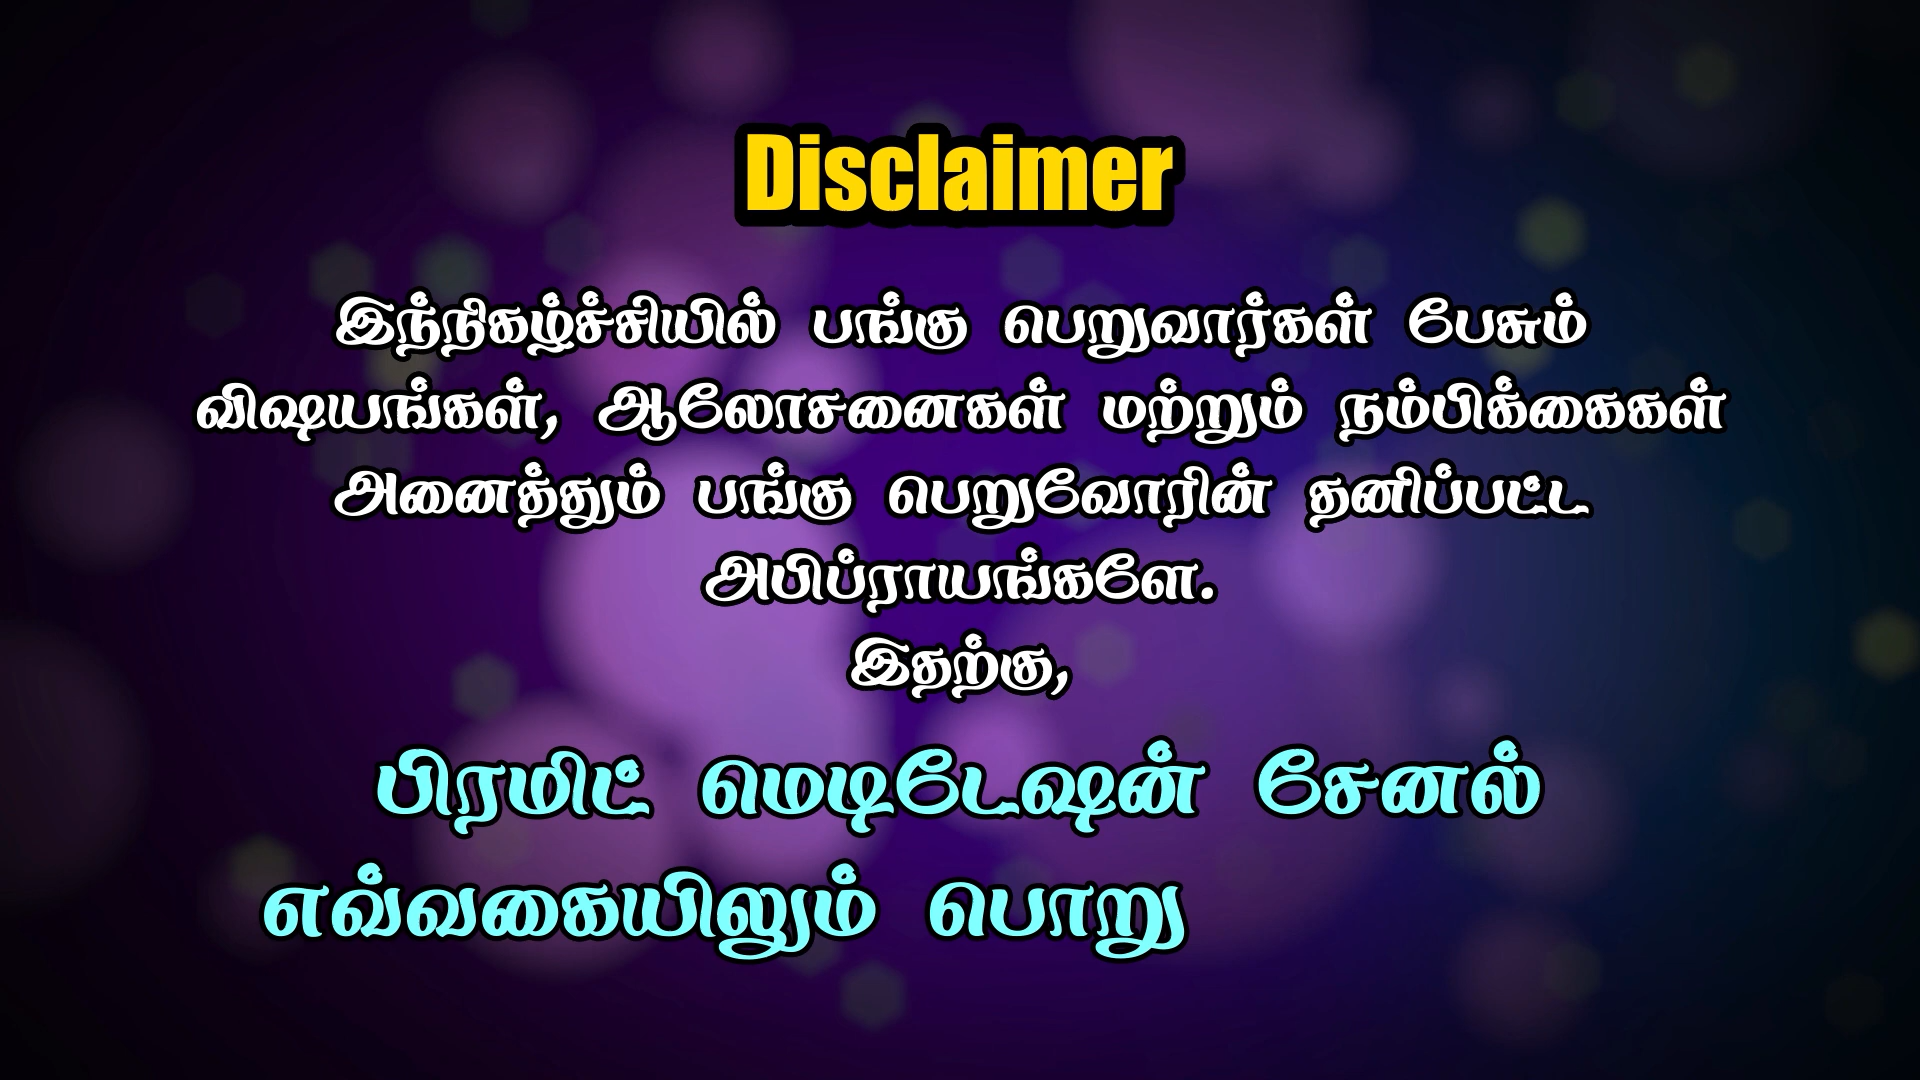 Disclaimer
இந்நிகழ்ச்சியில் பங்கு பெறுவார்கள் பேசும்
விஷயங்கள், ஆலோசனைகள் மற்றும் நம்பிக்கைகள்
அனைத்தும் பங்கு பெறுவோரின் தனிப்பட்ட
அபிப்ராயங்களே.
இதற்கு,
பிரமிட் மெடிடேஷன் சேனல்
எவ்வகையிலும் பொறு